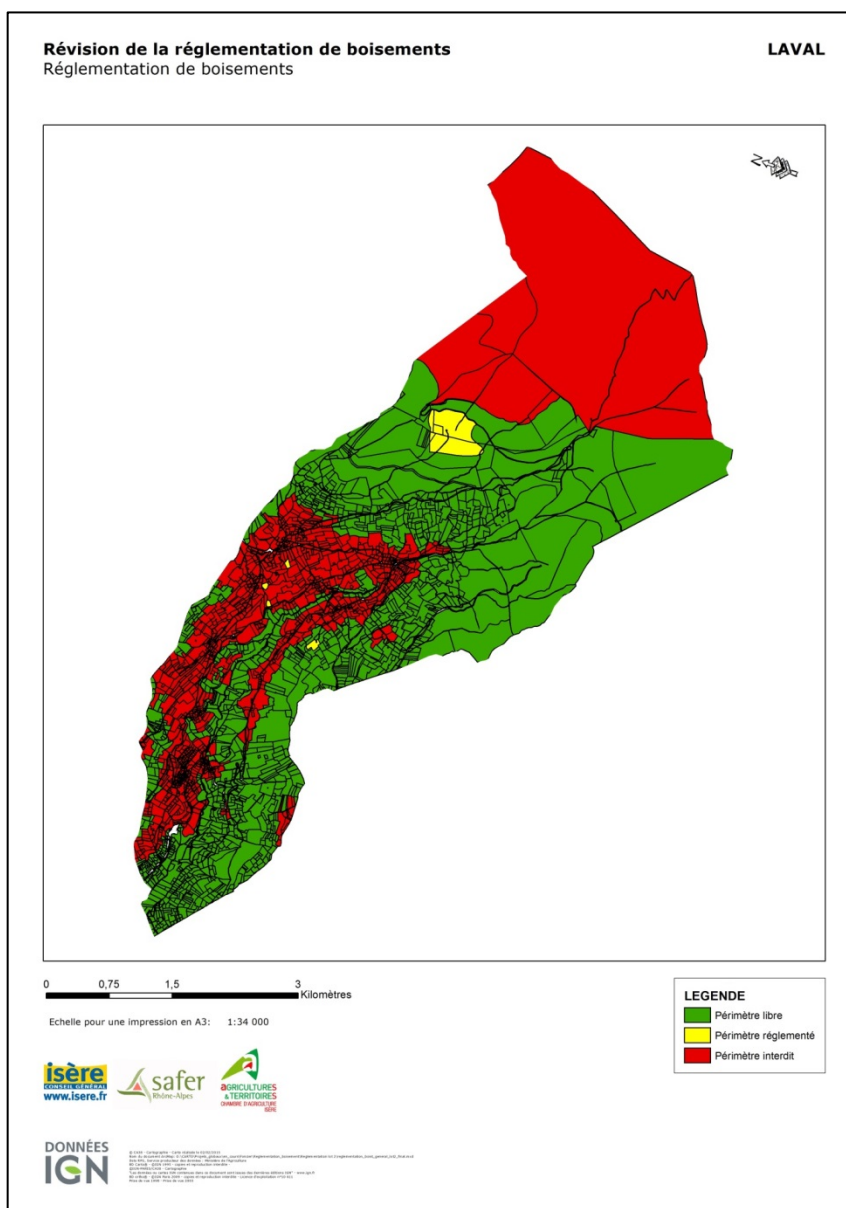 Révision de la réglementation de boisements
LAVAL
Réglementation de boisements
N
0 0,75 1,5 3
Kilomètres
LEGENDE
Périmètre libre
Périmètre réglementé
Périmètre interdit
Echelle pour une impression en A3: 1:34 000
isère
CONSEIL GÉNÉRAL
www.isere.fr
safer
Rhône-Alpes
AGRICULTURES
& TERRITOIRES
CHAMBRE D'AGRICULTURE
ISÈRE
DONNÉES
IGN